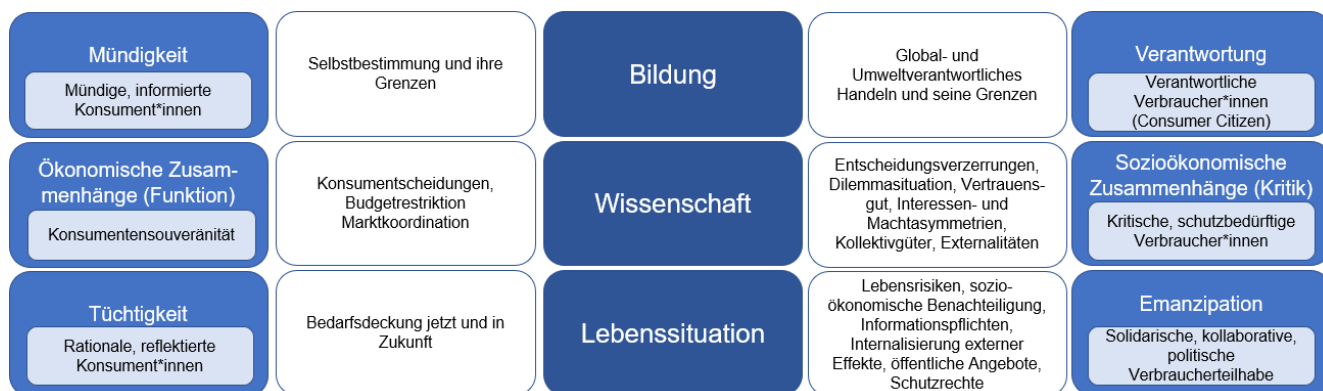 Mündigkeit
Mündige, informierte
Konsument*innen
Selbstbestimmung und ihre
Grenzen
Bildung
Global- und
Umweltverantwortliches
Handeln und seine Grenzen
Verantwortung
Verantwortliche
Verbraucher*innen
(Consumer Citizen)
Ökonomische Zusam-
menhänge (Funktion)
Konsumentensouveränität
Konsumentscheidungen,
Budgetrestriktion
Marktkoordination
Wissenschaft
Entscheidungsverzerrungen,
Dilemmasituation, Vertrauens-
gut, Interessen- und
Machtasymmetrien,
Kollektivgüter, Externalitäten
Sozioökonomische
Zusammenhänge (Kritik)
Kritische, schutzbedürftige
Verbraucher*innen
Tüchtigkeit
Rationale, reflektierte
Konsument*innen
Bedarfsdeckung jetzt und in
Zukunft
Lebenssituation
Lebensrisiken, sozio-
ökonomische Benachteiligung,
Informationspflichten,
Internalisierung externer
Effekte, öffentliche Angebote,
Schutzrechte
Emanzipation
Solidarische, kollaborative,
politische
Verbraucherteilhabe